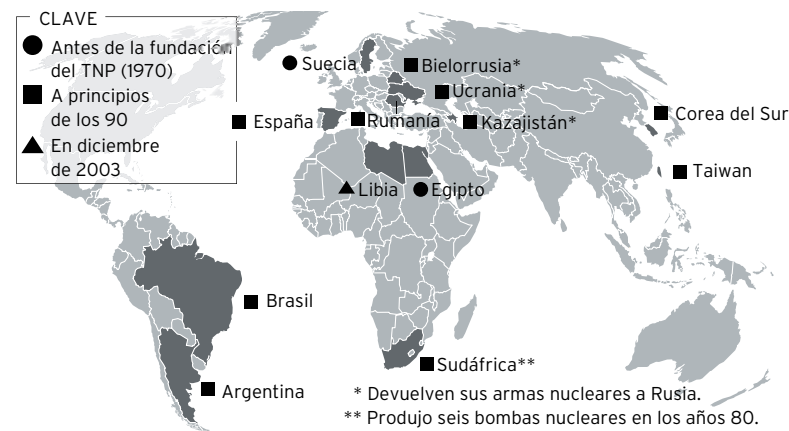 CLAVE
Antes de la fundación
del TNP (1970)
A principios
de los 90
En diciembre
de 2003
Suecia
Bielorrusia*
Ucrania*
España
Rumanía
Kazajistán*
Corea del Sur
Taiwan
Libia
Egipto
Brasil
Argentina
Sudáfrica**
* Devuelven sus armas nucleares a Rusia.
** Produjo seis bombas nucleares en los años 80.